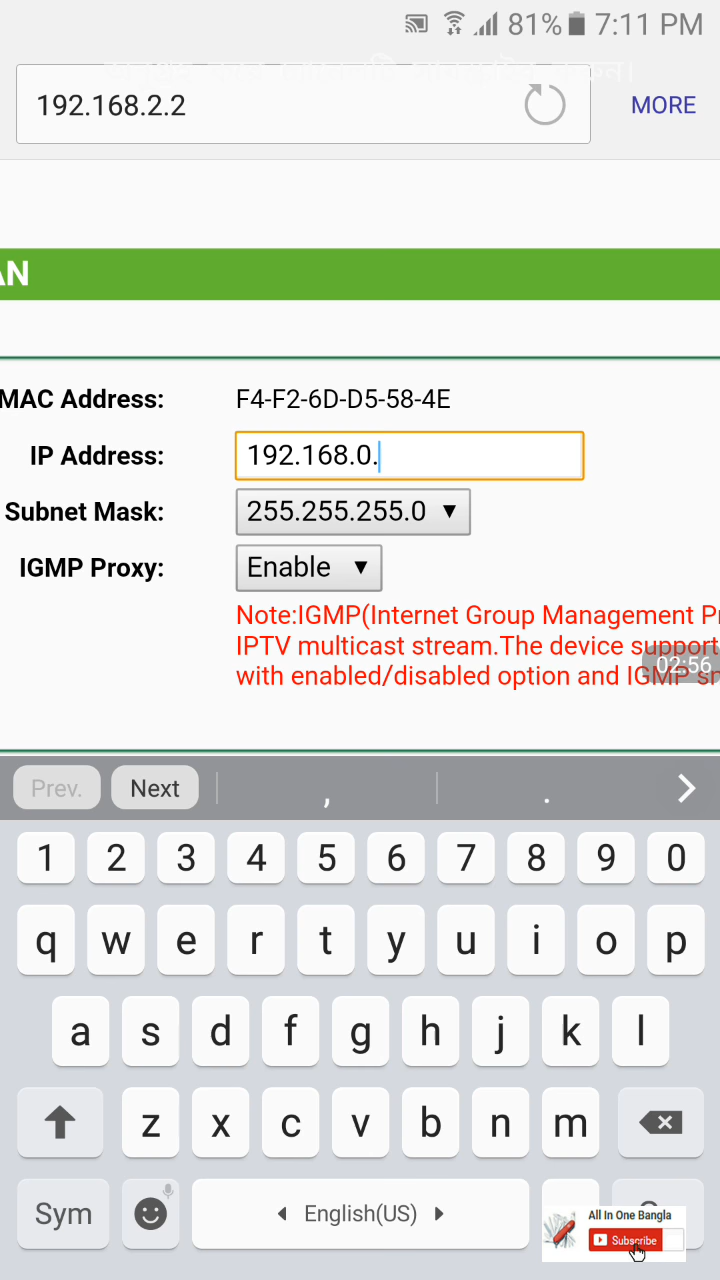 81% 7:11 PM
192.168.2.2
MORE
AN
MAC Address: F4-F2-6D-D5-58-4E
IP Address: 192.168.0.
Subnet Mask: 255.255.255.0
IGMP Proxy: Enable
Note:IGMP(Internet Group Management Pr
IPTV multicast stream.The device support
with enabled/disabled option and IGMP sn
02:56
Prev. Next , .
1 2 3 4 5 6 7 8 9 0
q w e r t y u i o p
a s d f g h j k l
z x c v b n m
Sym English(US)
All In One Bangla
Subscribe